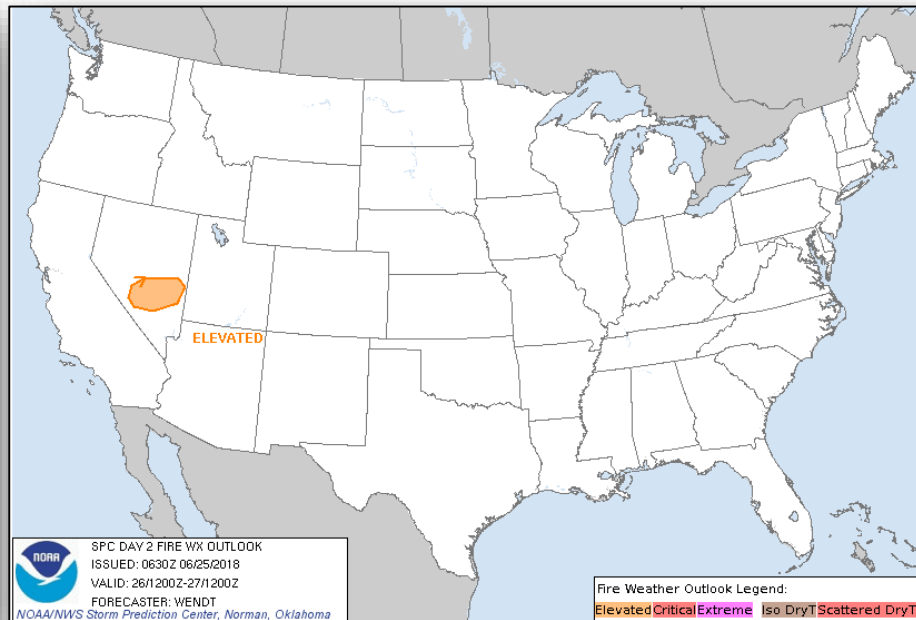 ELEVATED
NOAA
SPC DAY 2 FIRE WX OUTLOOK
ISSUED: 0630Z 06/25/2018
VALID: 26/1200Z-27/1200Z
FORECASTER: WENDT
NOAA/NWS Storm Prediction Center, Norman, Oklahoma
Fire Weather Outlook Legend:
Elevated Critical Extreme Iso DryT Scattered DryT